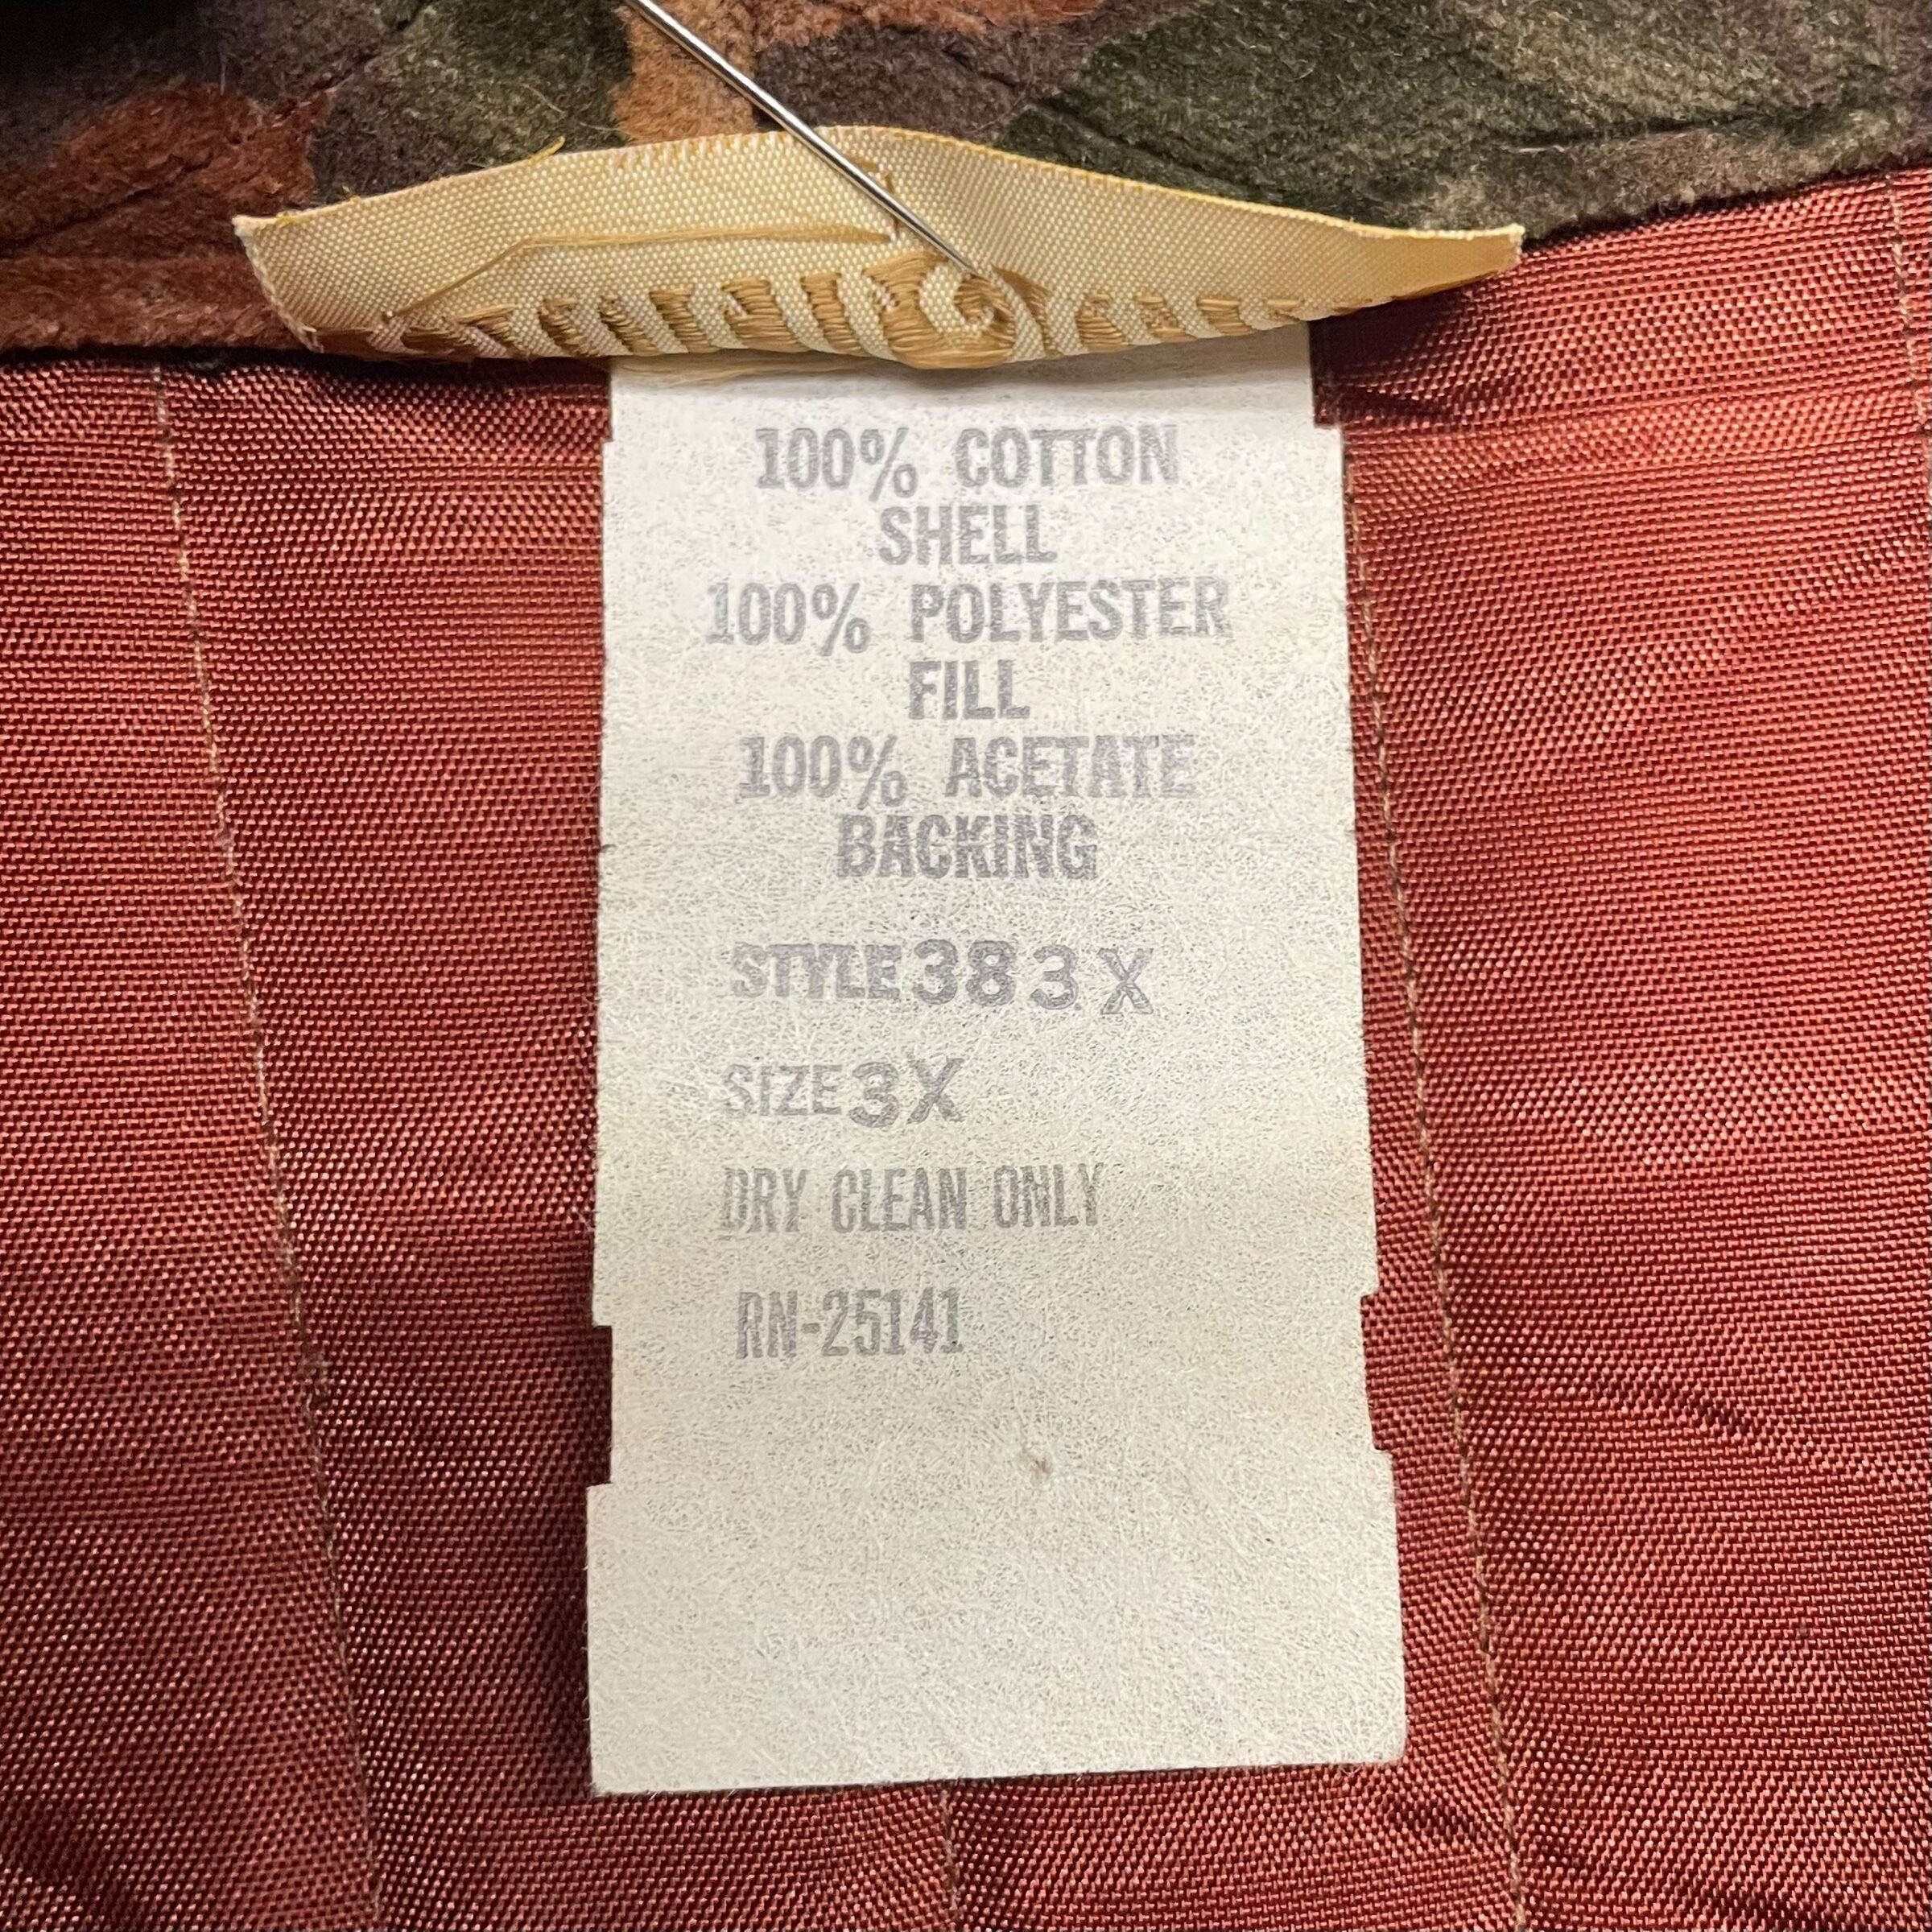 100% COTTON
SHELL
100% POLYESTER
FILL
100% ACETATE
BACKING
STYLE 383X
SIZE 3X
DRY CLEAN ONLY
RN-25141